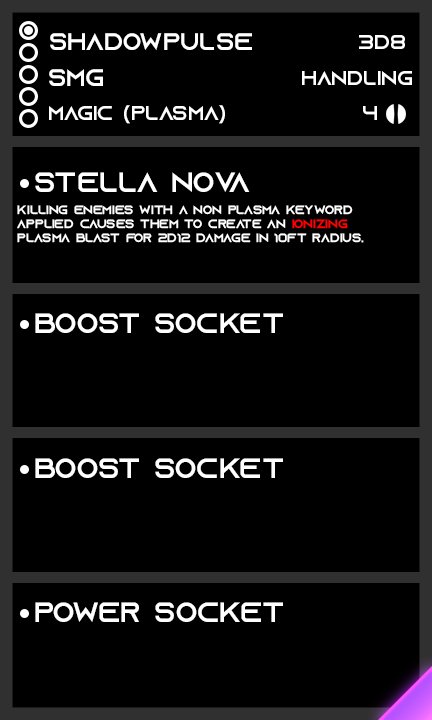 SHADOWPULSE 3D8
SMG HANDLING
MAGIC (PLASMA) 4
•STELLA NOVA
KILLING ENEMIES WITH A NON PLASMA KEYWORD
APPLIED CAUSES THEM TO CREATE AN IONIZING
PLASMA BLAST FOR 2D12 DAMAGE IN 10FT RADIUS.
•BOOST SOCKET
•BOOST SOCKET
•POWER SOCKET